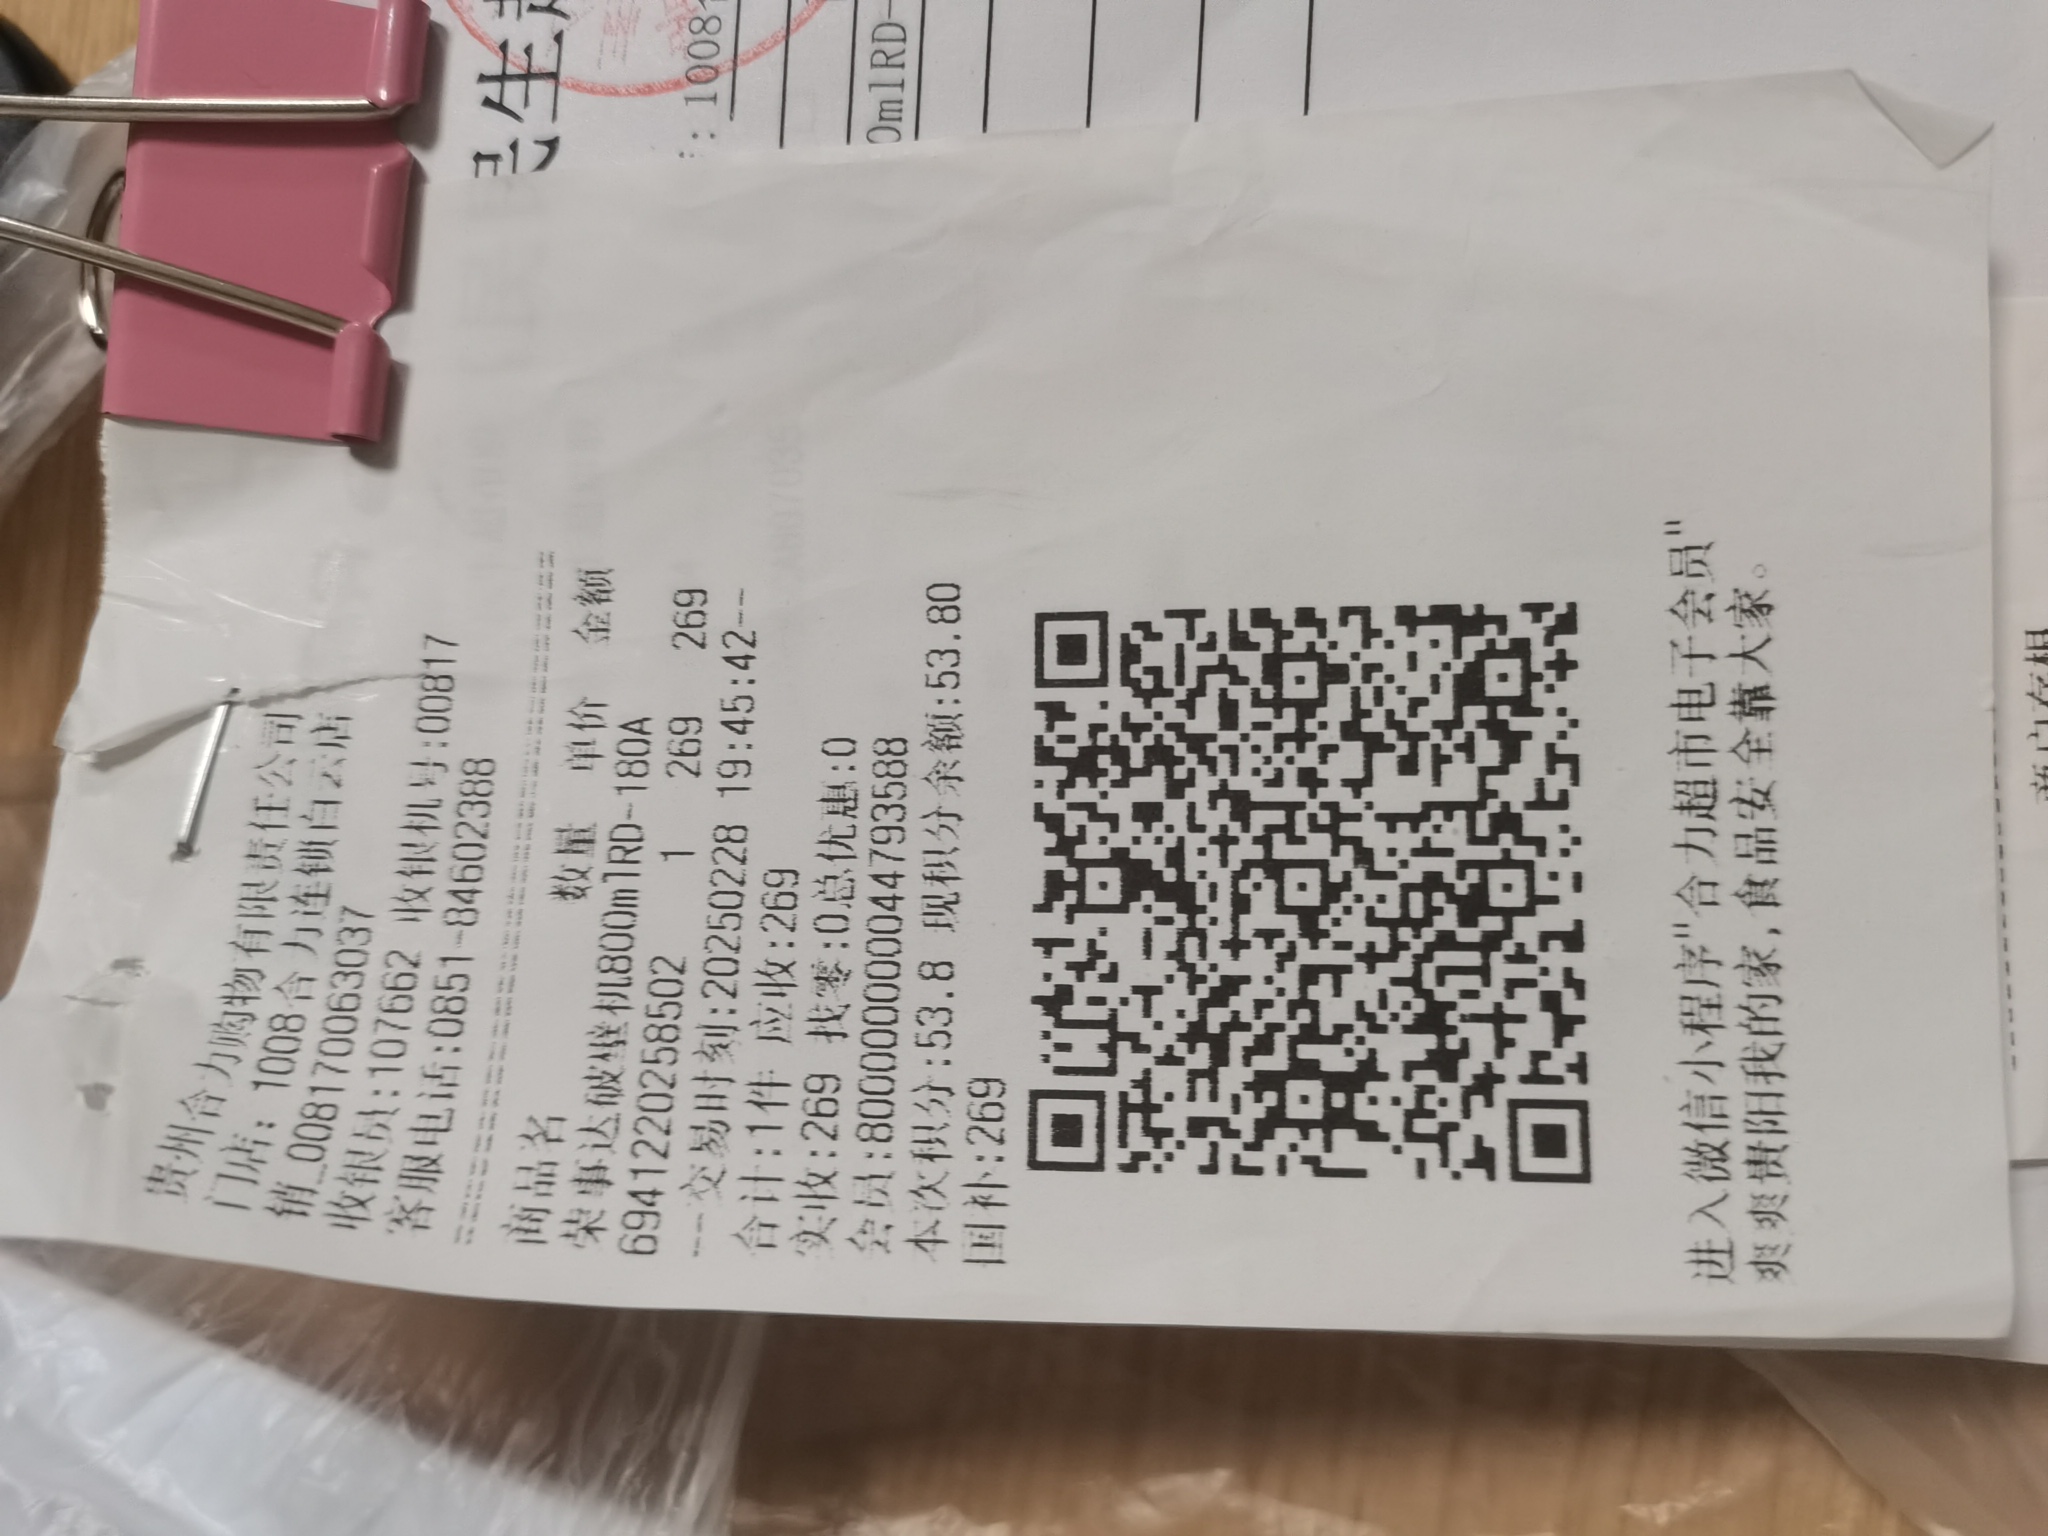 贵州合力购物有限责任公司
门店: 1008合力连锁白云店
销_00817006303​7
收银员:107662 收银机号:00817
客服电话:0851-84602388
商品名 数量 单价 金额
荣事达破壁机800mlRD-180A
6941220258502 1 269 269
---交易时刻:20250228 19:45:42---
合计:1件 应收:269
实收:269 找零:0总优惠:0
会员:80000000044793588
本次积分:53.8 现积分余额:53.80
国补:269
进入微信小程序"合力超市电子会员"
爽爽贵阳我的家,食品安全靠大家。
:1008
0mlRD-